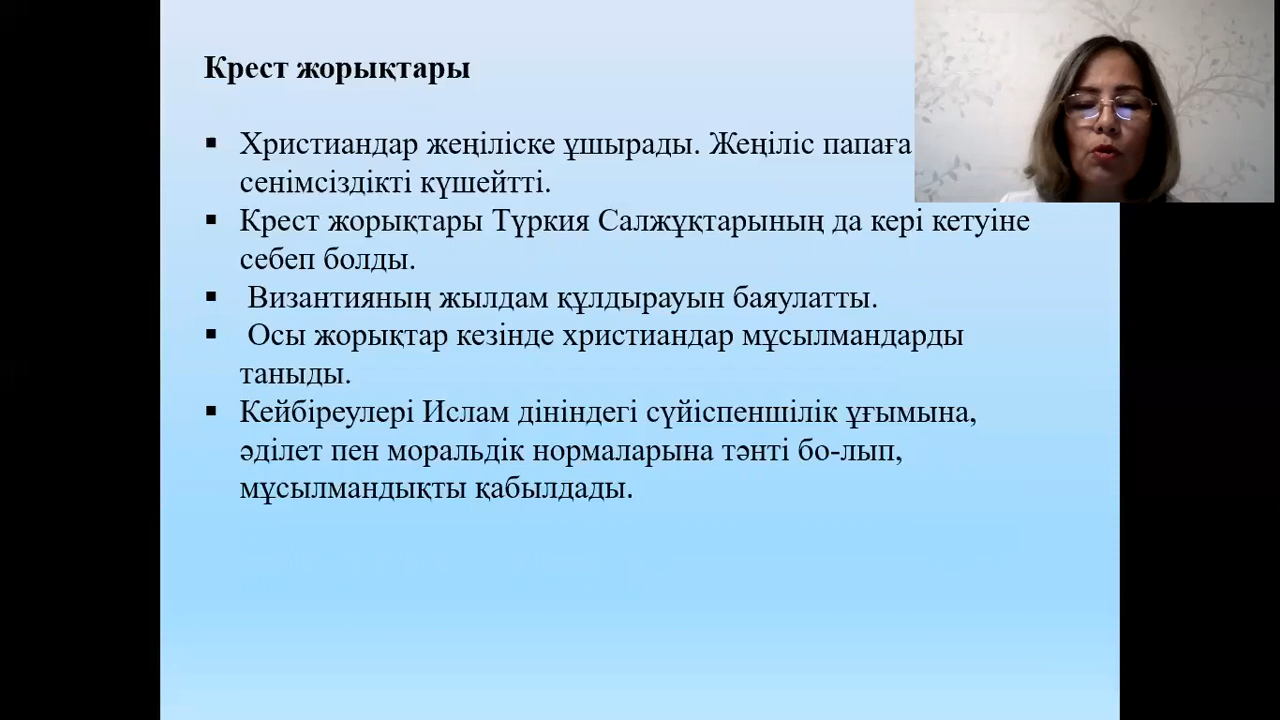 Крест жорықтары
▪ Христиандар жеңіліске ұшырады. Жеңіліс папаға
сенімсіздікті күшейтті.
▪ Крест жорықтары Түркия Салжұқтарының да кері кетуіне
себеп болды.
▪ Византияның жылдам құлдырауын баяулатты.
▪ Осы жорықтар кезінде христиандар мұсылмандарды
таныды.
▪ Кейбіреулері Ислам дініндегі сүйіспеншілік ұғымына,
әділет пен моральдік нормаларына тәнті бо-лып,
мұсылмандықты қабылдады.